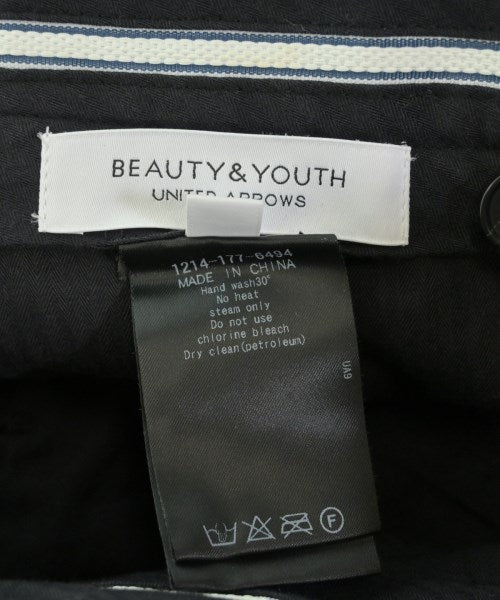 BEAUTY&YOUTH
UNITED ARROWS
1214-177-6494
MADE IN CHINA
Hand wash30°
No heat
steam only
Do not use
chlorine bleach
Dry clean(petroleum)
UA9
F